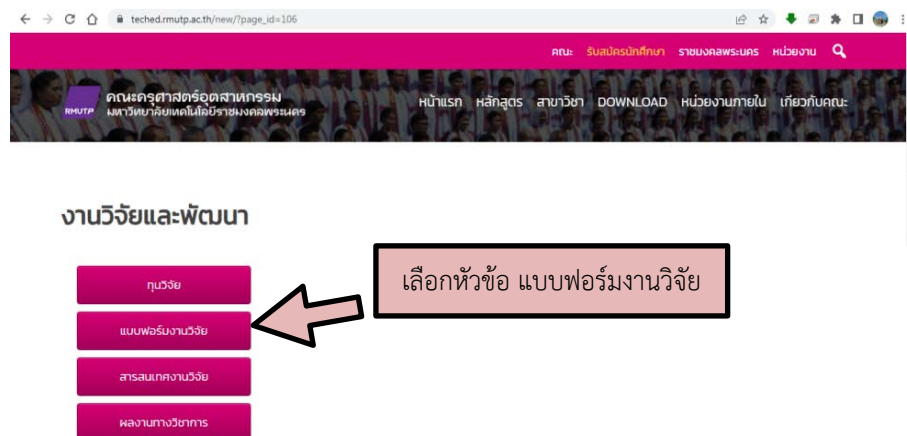 teched.rmutp.ac.th/new/?page_id=106
คณะ รับสมัครนักศึกษา ราชมงคลพระนคร หน่วยงาน
RMUTP
คณะครุศาสตร์อุตสาหกรรม
มหาวิทยาลัยเทคโนโลยีราชมงคลพระนคร
หน้าแรก หลักสูตร สาขาวิชา DOWNLOAD หน่วยงานภายใน เกี่ยวกับคณะ
งานวิจัยและพัฒนา
ทุนวิจัย
เลือกหัวข้อ แบบฟอร์มงานวิจัย
แบบฟอร์มงานวิจัย
สารสนเทศงานวิจัย
ผลงานทางวิชาการ